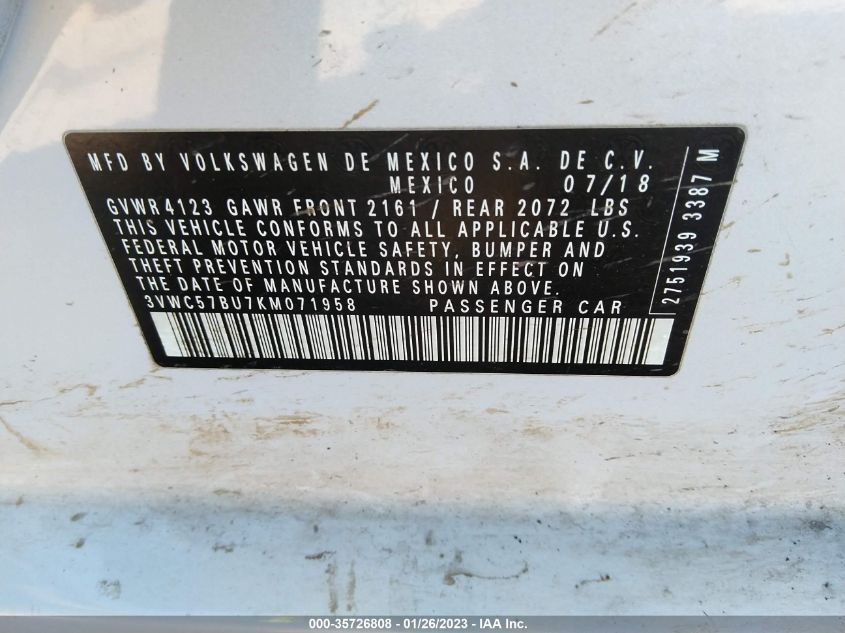 MFD BY VOLKSWAGEN DE MEXICO S.A. DE C.V.
MEXICO 07/18
GVWR 4123 GAWR FRONT 2161 / REAR 2072 LBS
THIS VEHICLE CONFORMS TO ALL APPLICABLE U.S.
FEDERAL MOTOR VEHICLE SAFETY, BUMPER AND
THEFT PREVENTION STANDARDS IN EFFECT ON
THE DATE OF MANUFACTURE SHOWN ABOVE.
3VWC57BU7KM071958 PASSENGER CAR
2751939 3387 M
000-35726808 - 01/26/2023 - IAA Inc.